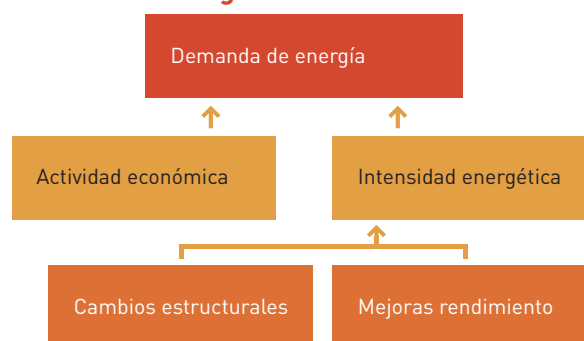 Demanda de energía
Actividad económica
Intensidad energética
Cambios estructurales
Mejoras rendimiento